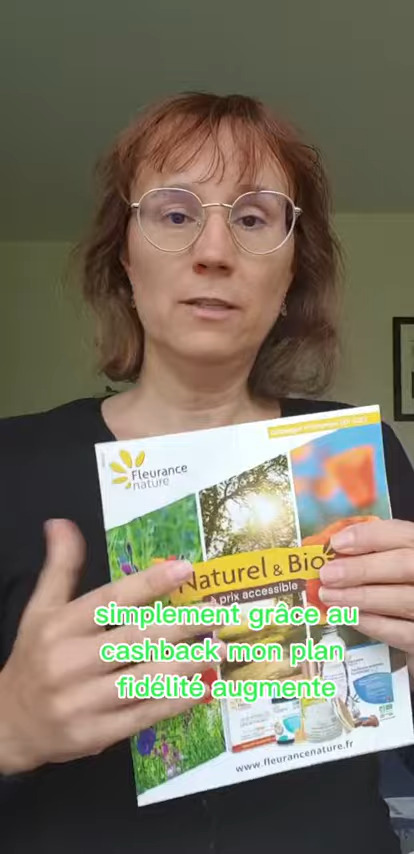 Fleurance
nature
Naturel & Bio
à prix accessible
simplement grâce au
cashback mon plan
fidélité augmente
www.fleurancenature.fr